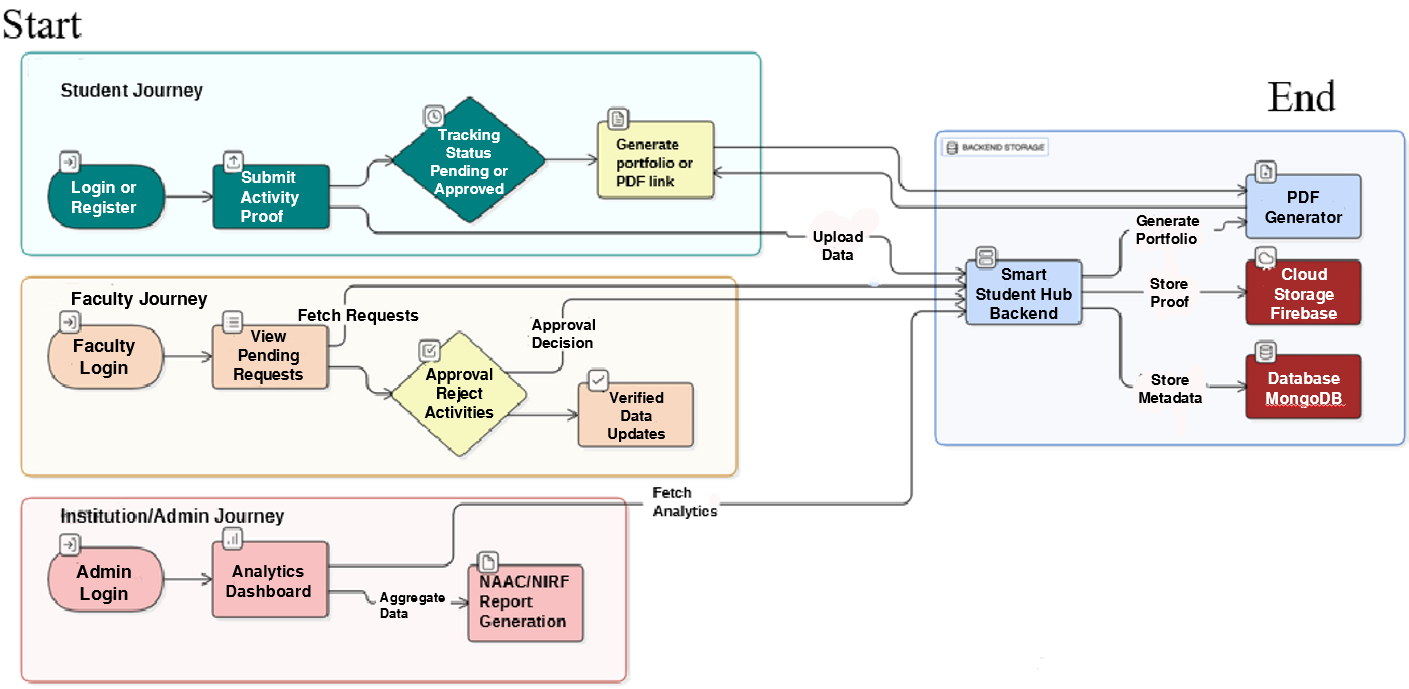 Start
End
Student Journey
Login or
Register
Submit
Activity
Proof
Tracking
Status
Pending or
Approved
Generate
portfolio or
PDF link
Upload
Data
BACKEND STORAGE
PDF
Generator
Generate
Portfolio
Smart
Student Hub
Backend
Store
Proof
Cloud
Storage
Firebase
Store
Metadata
Database
MongoDB
Faculty Journey
Faculty
Login
View
Pending
Requests
Fetch Requests
Approval
Reject
Activities
Approval
Decision
Verified
Data
Updates
Institution/Admin Journey
Admin
Login
Analytics
Dashboard
Fetch
Analytics
Aggregate
Data
NAAC/NIRF
Report
Generation